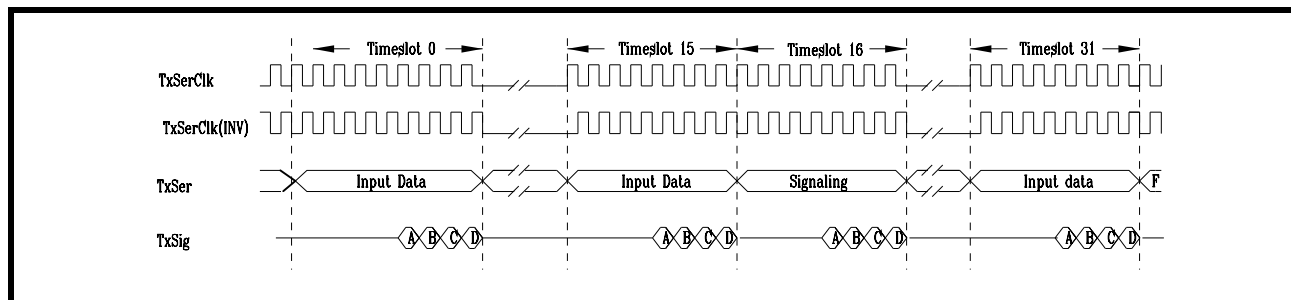 Timeslot 0 Timeslot 15 Timeslot 16 Timeslot 31
TxSerClk
TxSerClk(INV)
TxSer Input Data Input Data Signaling Input data F
TxSig A B C D A B C D A B C D A B C D